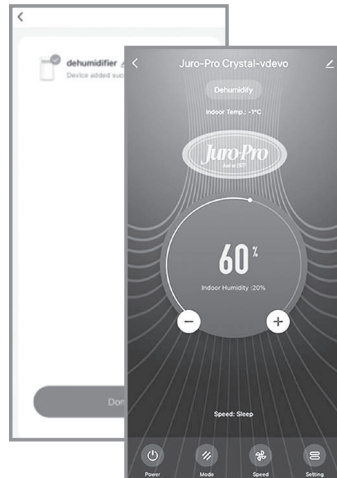 dehumidifier
Device added suc
Don
Juro-Pro Crystal-vdevo
Dehumidify
Indoor Temp.: -1°C
Juro-Pro
60%
Indoor Humidity :20%
Speed: Sleep
Power
Mode
Speed
Setting